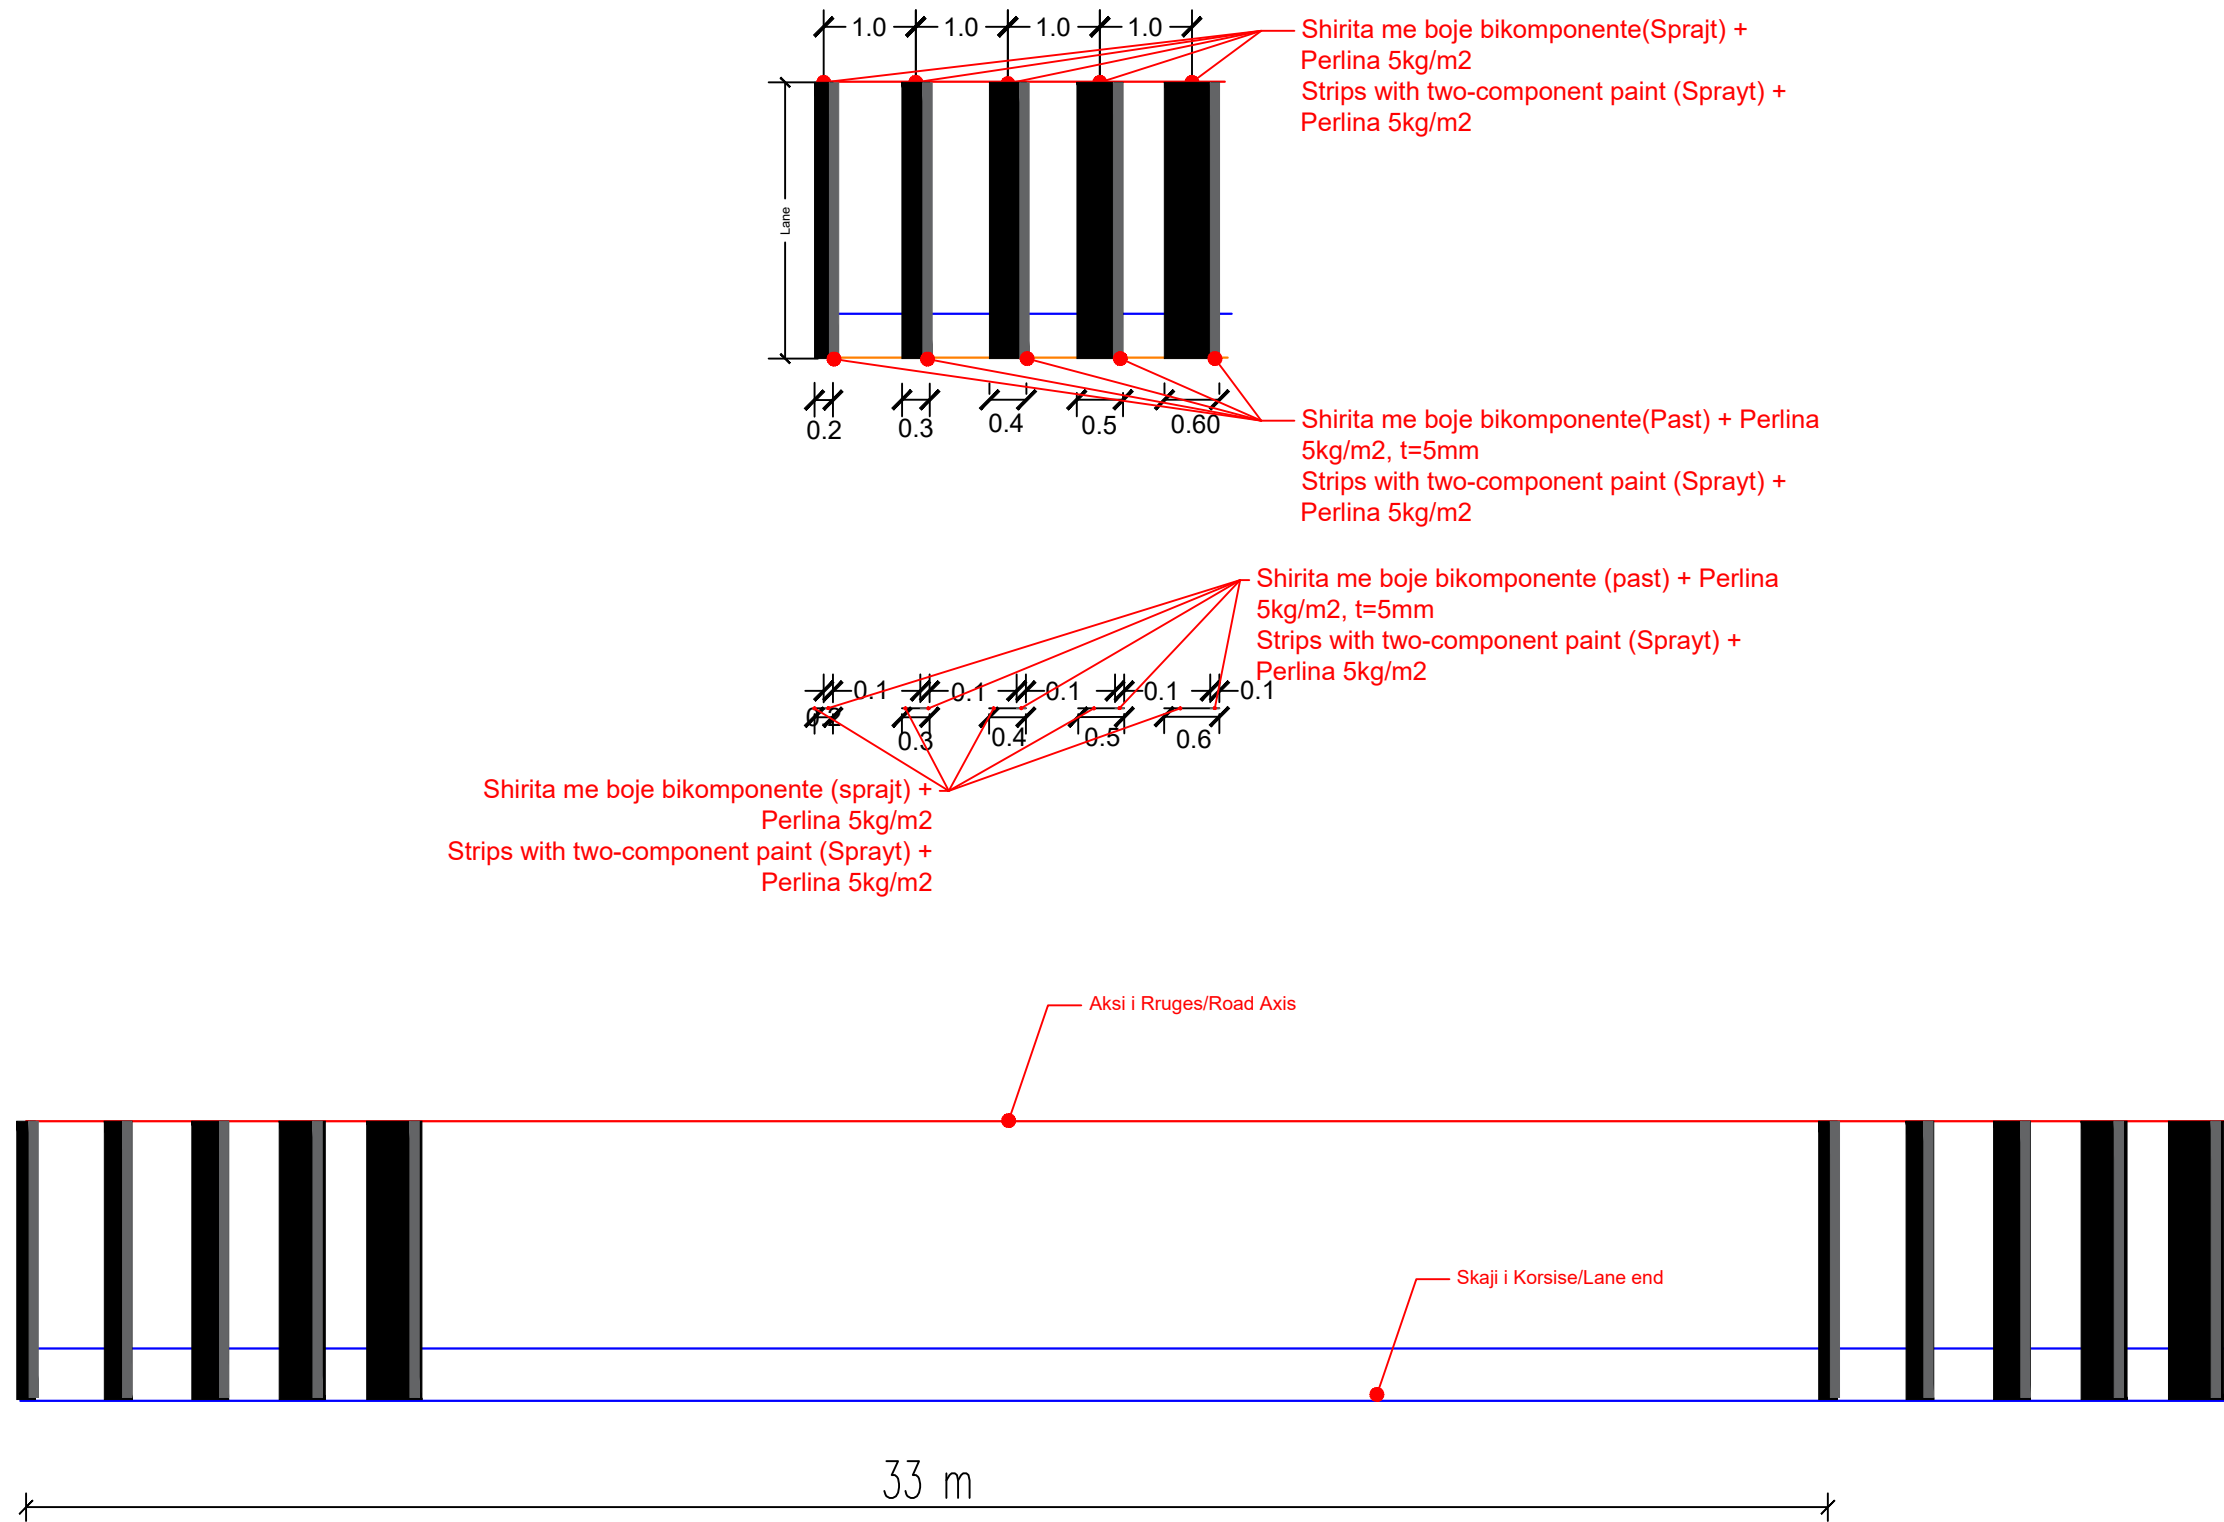 1.0 1.0 1.0 1.0
Shirita me boje bikomponente(Sprajt) +
Perlina 5kg/m2
Strips with two-component paint (Sprayt) +
Perlina 5kg/m2
Lane
0.2 0.3 0.4 0.5 0.60
Shirita me boje bikomponente(Past) + Perlina
5kg/m2, t=5mm
Strips with two-component paint (Sprayt) +
Perlina 5kg/m2
Shirita me boje bikomponente (past) + Perlina
5kg/m2, t=5mm
Strips with two-component paint (Sprayt) +
Perlina 5kg/m2
0.1 0.1 0.1 0.1 0.1
0.2 0.3 0.4 0.5 0.6
Shirita me boje bikomponente (sprajt) +
Perlina 5kg/m2
Strips with two-component paint (Sprayt) +
Perlina 5kg/m2
Aksi i Rruges/Road Axis
Skaji i Korsise/Lane end
33 m